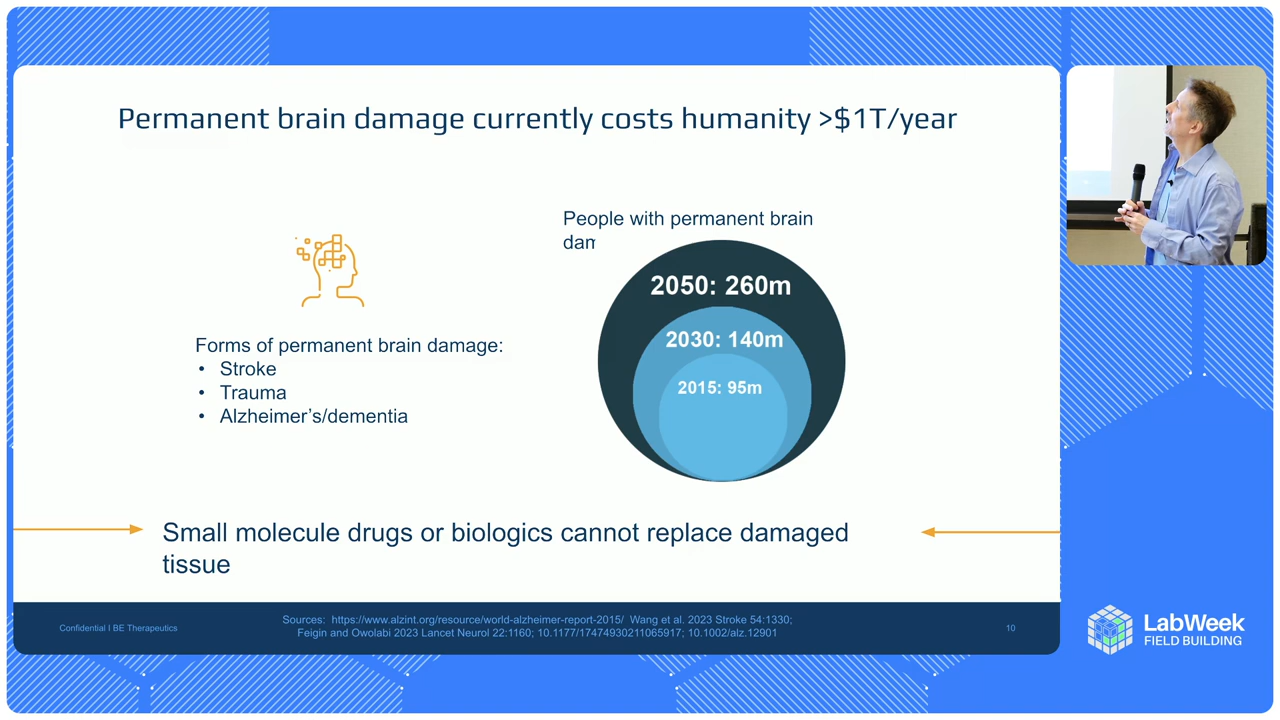 Permanent brain damage currently costs humanity >$1T/year
People with permanent brain
dam
2050: 260m
2030: 140m
2015: 95m
Forms of permanent brain damage:
• Stroke
• Trauma
• Alzheimer’s/dementia
Small molecule drugs or biologics cannot replace damaged
tissue
Confidential I BE Therapeutics
Sources: https://www.alzint.org/resource/world-alzheimer-report-2015/ Wang et al. 2023 Stroke 54:1330;
Feigin and Owolabi 2023 Lancet Neurol 22:1160; 10.1177/17474930211065917; 10.1002/alz.12901
10
LabWeek
FIELD BUILDING